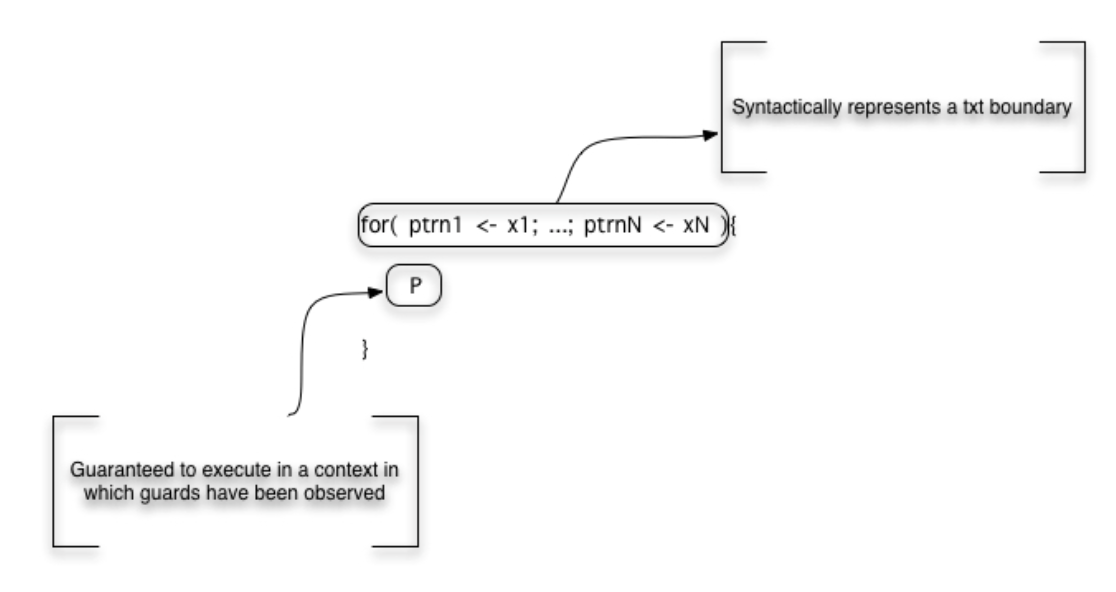 Syntactically represents a txt boundary
for( ptrn1 <- x1; ...; ptrnN <- xN ){
P
}
Guaranteed to execute in a context in
which guards have been observed